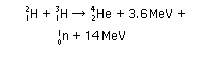 ²₁H + ³₁H → ⁴₂He + 3.6 MeV +
¹₀n + 14 MeV